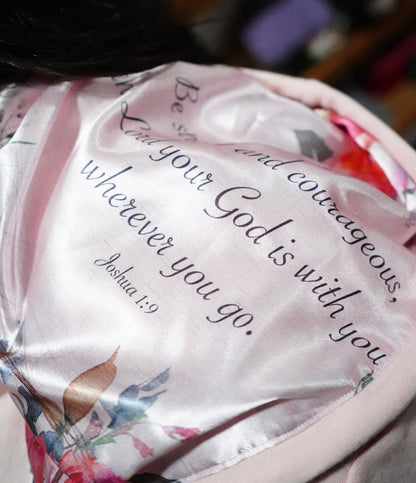 Be and courageous,
Lord your God is with you
wherever you go.
Joshua 1:9